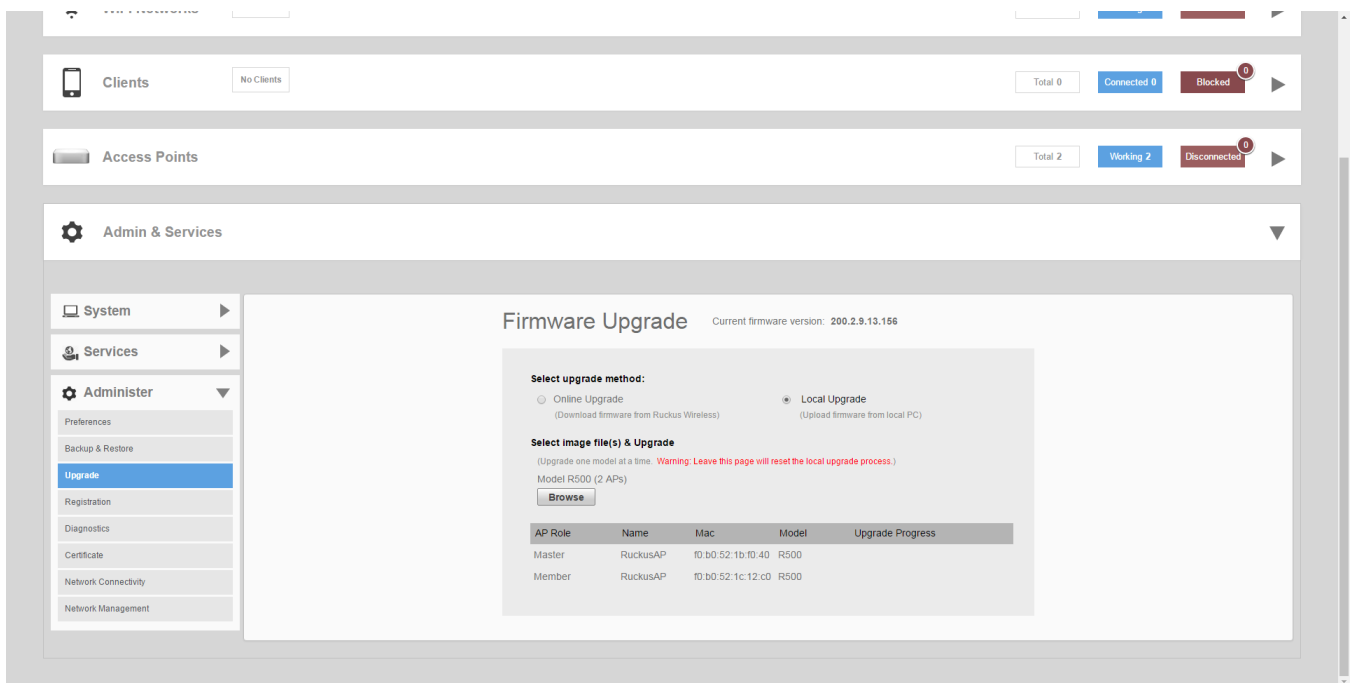 Clients No Clients Total 0 Connected 0 Blocked 0
Access Points Total 2 Working 2 Disconnected 0
Admin & Services
System
Services
Administer
Preferences
Backup & Restore
Upgrade
Registration
Diagnostics
Certificate
Network Connectivity
Network Management
Firmware Upgrade Current firmware version: 200.2.9.13.156
Select upgrade method:
Online Upgrade Local Upgrade
(Download firmware from Ruckus Wireless) (Upload firmware from local PC)
Select image file(s) & Upgrade
(Upgrade one model at a time. Warning: Leave this page will reset the local upgrade process.)
Model R500 (2 APs)
Browse
AP Role Name Mac Model Upgrade Progress
Master RuckusAP f0:b0:52:1b:f0:40 R500
Member RuckusAP f0:b0:52:1c:12:c0 R500